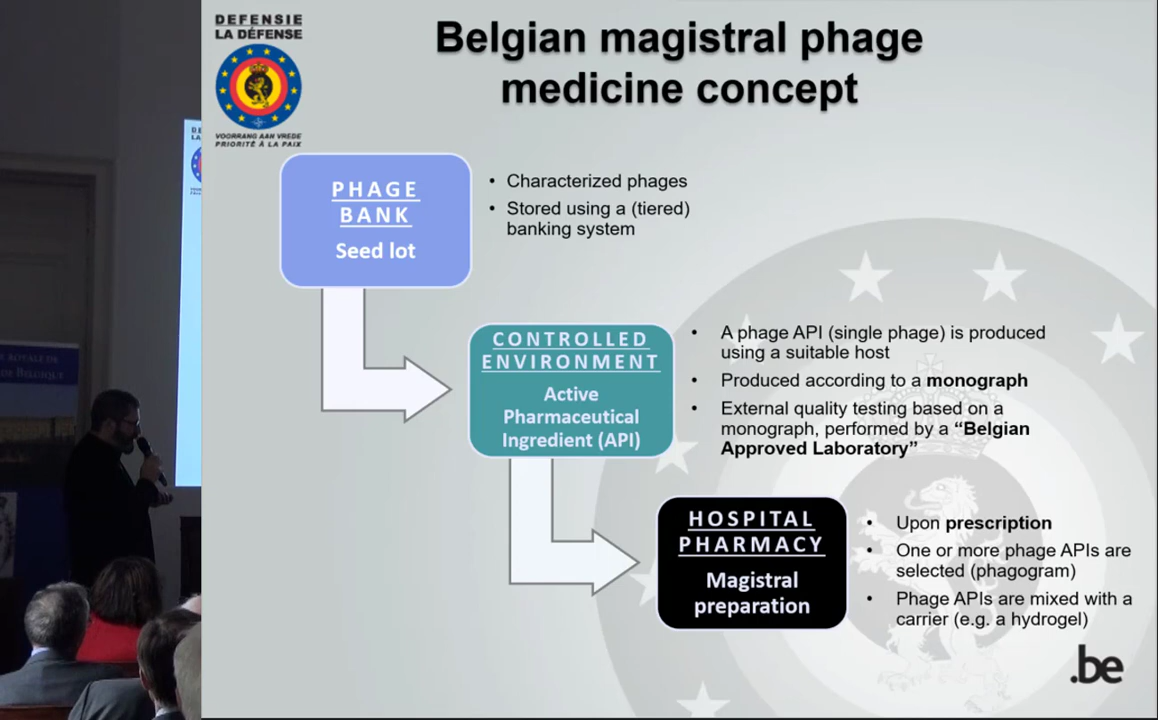 DEFENSIE
LA DÉFENSE
VOORRANG AAN VREDE
PRIORITÉ À LA PAIX
Belgian magistral phage
medicine concept
PHAGE
BANK
Seed lot
• Characterized phages
• Stored using a (tiered)
banking system
CONTROLLED
ENVIRONMENT
Active
Pharmaceutical
Ingredient (API)
• A phage API (single phage) is produced
using a suitable host
• Produced according to a monograph
• External quality testing based on a
monograph, performed by a “Belgian
Approved Laboratory”
HOSPITAL
PHARMACY
Magistral
preparation
• Upon prescription
• One or more phage APIs are
selected (phagogram)
• Phage APIs are mixed with a
carrier (e.g. a hydrogel)
.be
ROYALE DE
DE BELGIQUE